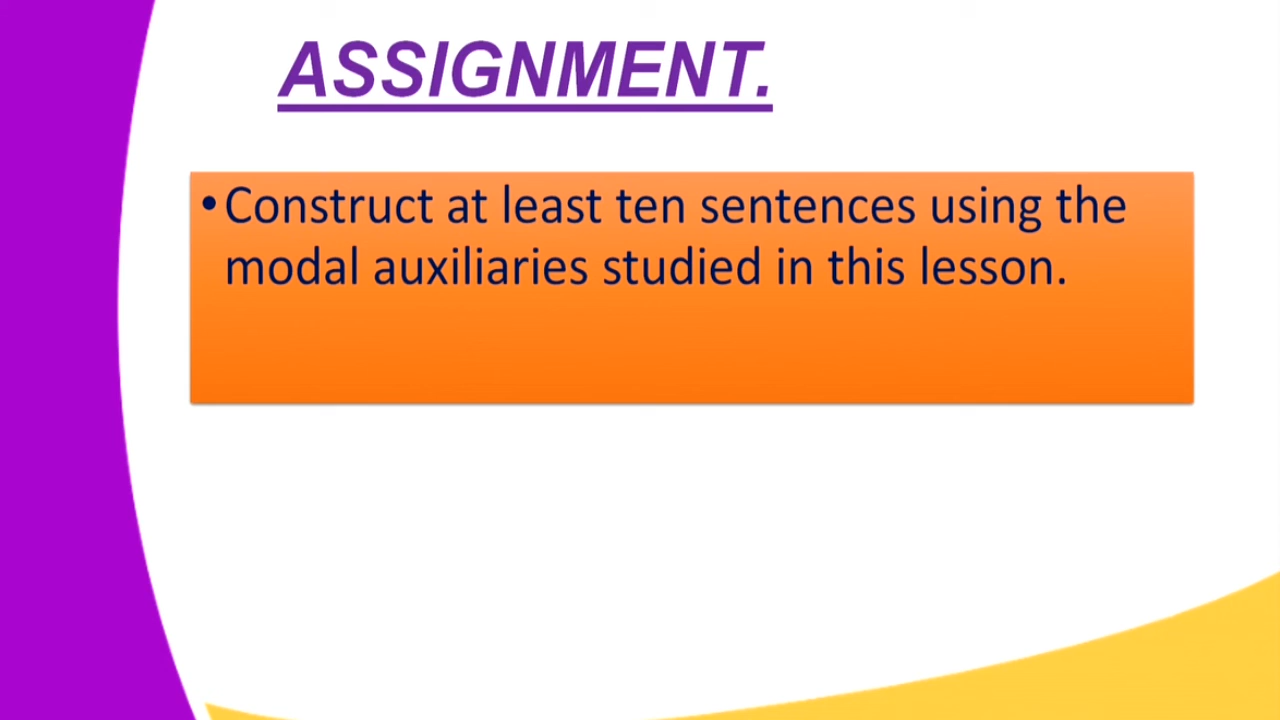 ASSIGNMENT.
•Construct at least ten sentences using the
modal auxiliaries studied in this lesson.